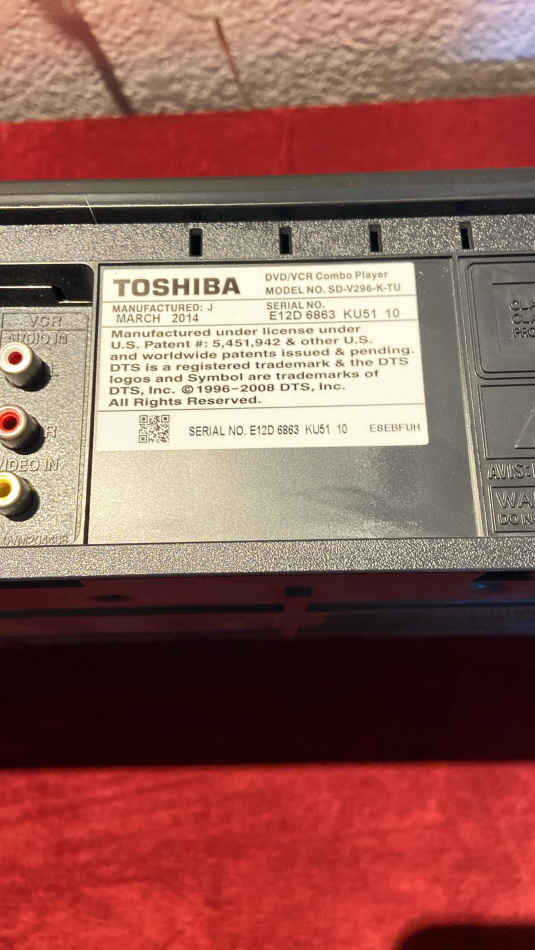 TOSHIBA
DVD/VCR Combo Player
MODEL NO. SD-V296-K-TU
MANUFACTURED: J
MARCH 2014
SERIAL NO.
E12D 6863 KU51 10
Manufactured under license under
U.S. Patent #: 5,451,942 & other U.S.
and worldwide patents issued & pending.
DTS is a registered trademark & the DTS
logos and Symbol are trademarks of
DTS, Inc. ©1996-2008 DTS, Inc.
All Rights Reserved.
SERIAL NO. E12D 6863 KU51 10
E8EBFUH
VCR
AUDIO IN
L
R
VIDEO IN
AVIS:
DO N